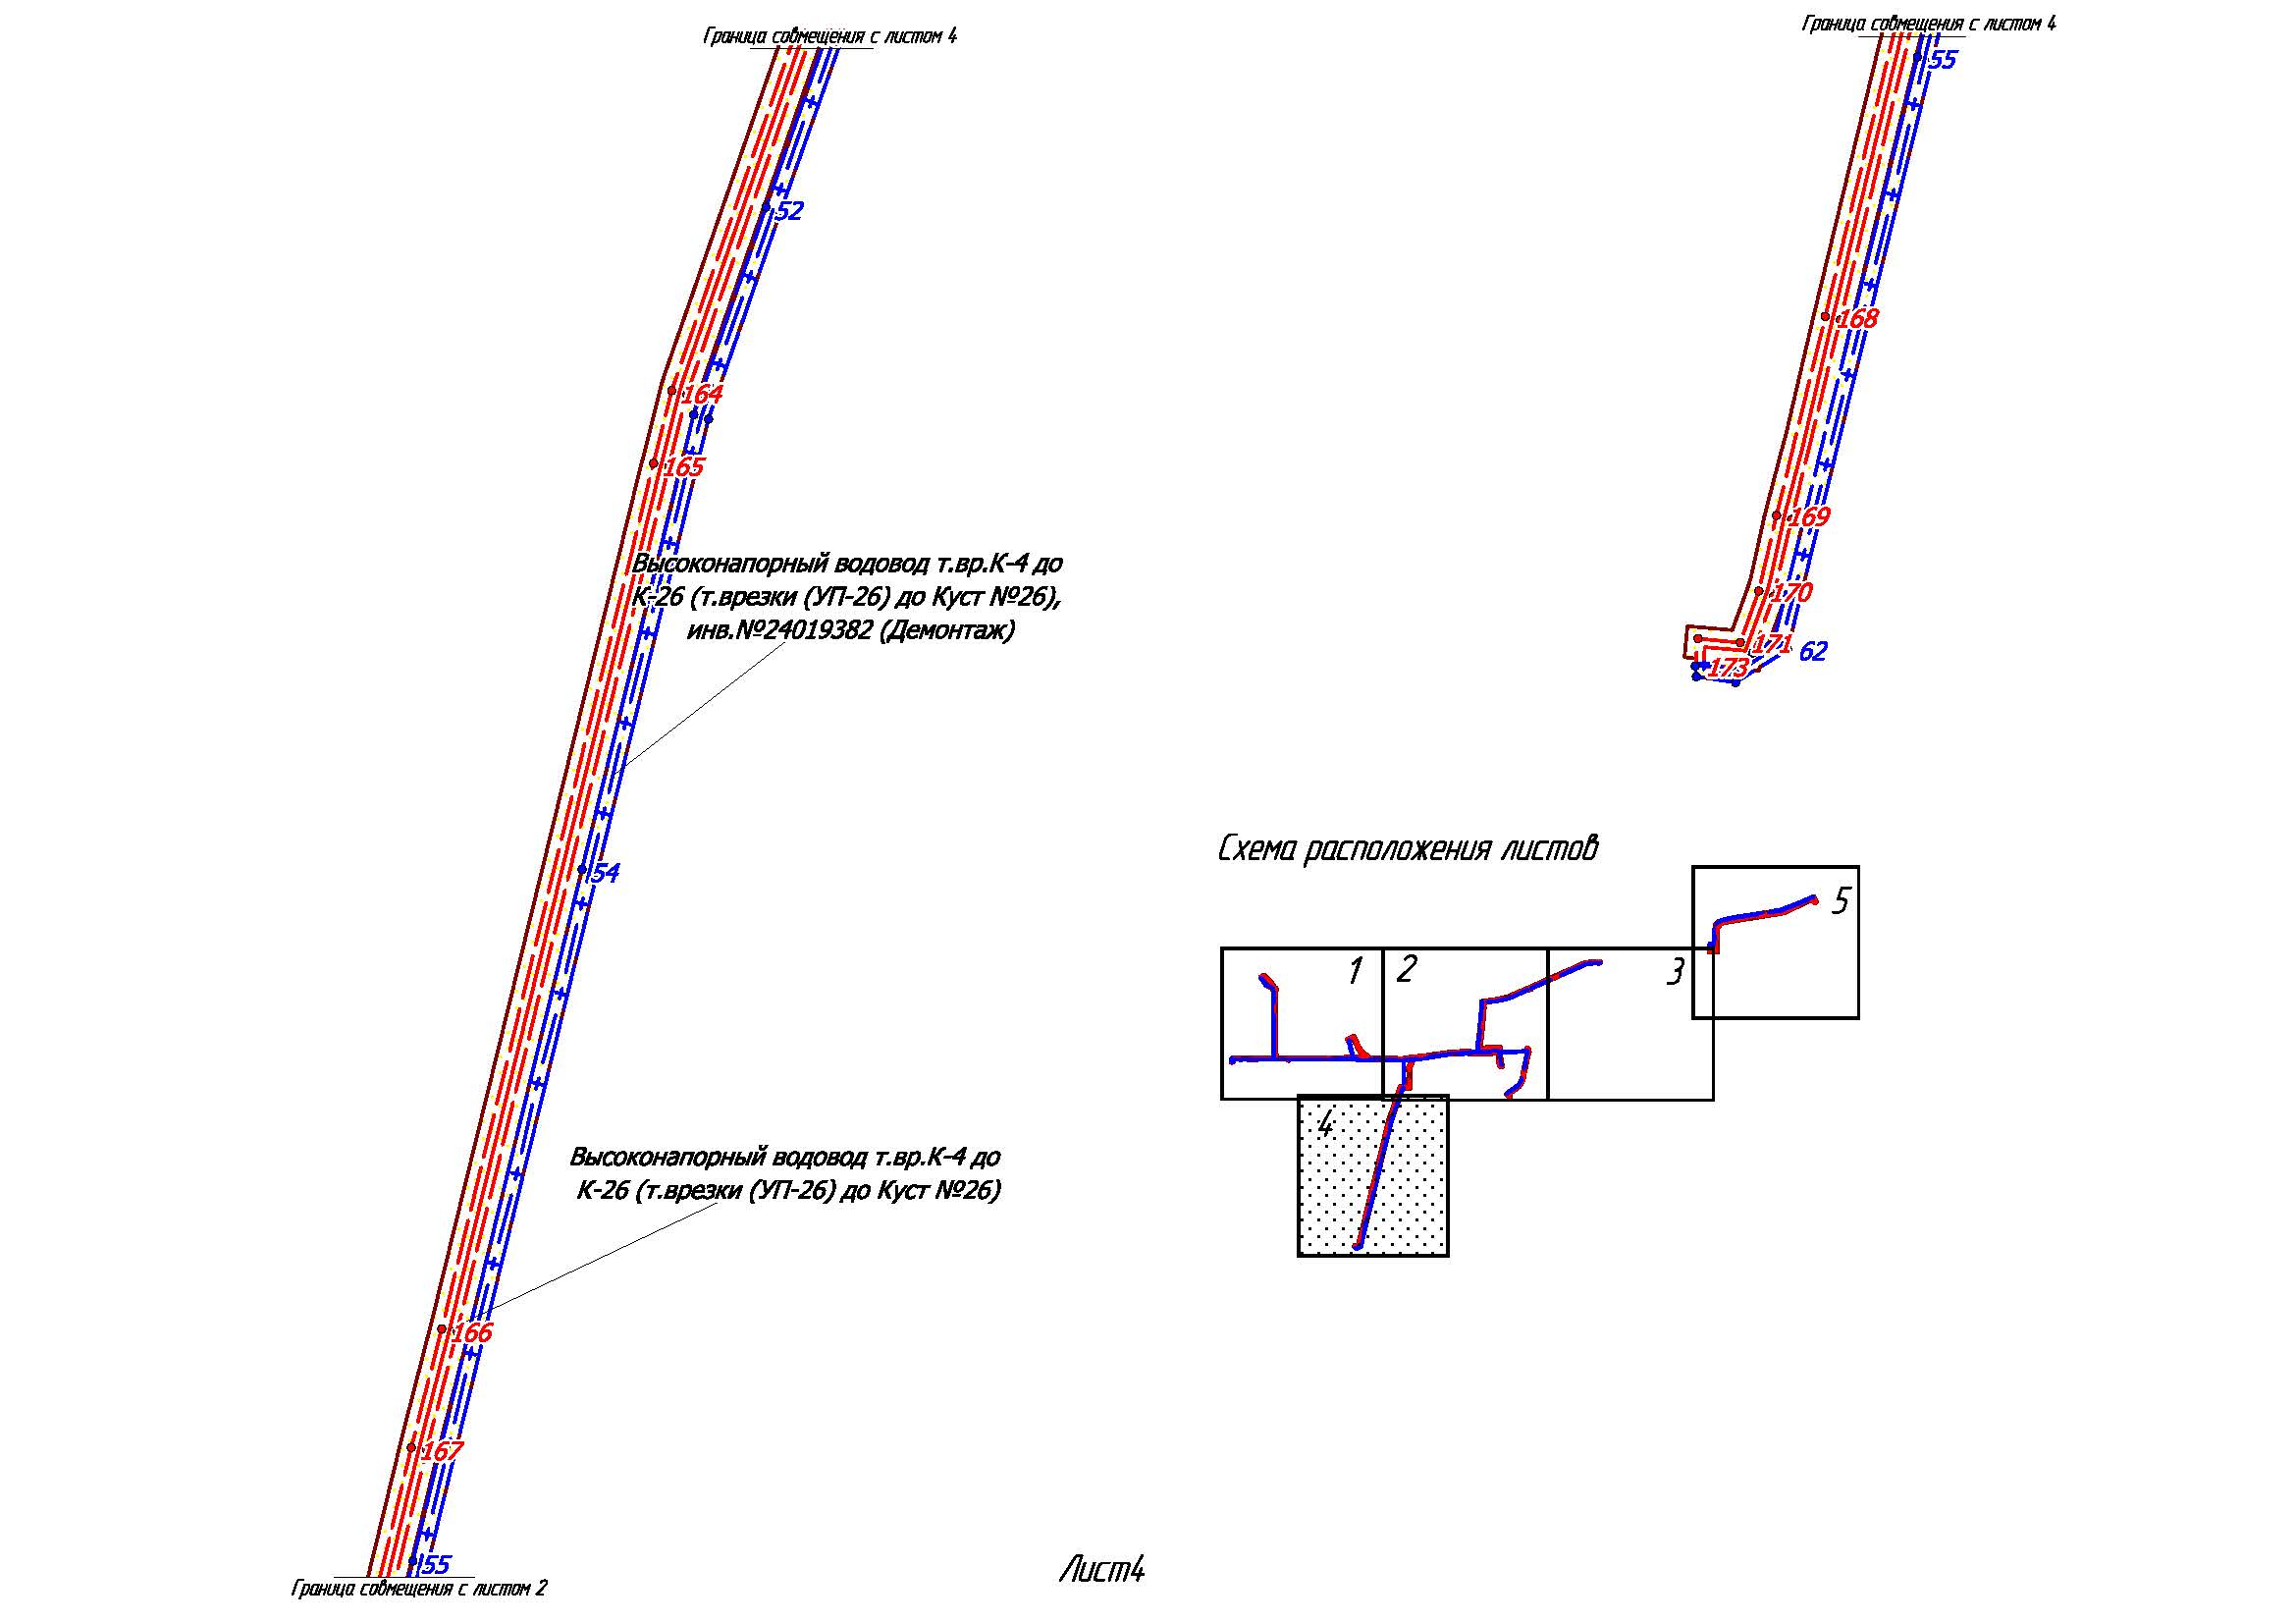 Граница совмещения с листом 4
52
164
165
Высоконапорный водовод т.вр.К-4 до
К-26 (т.врезки (УП-26) до Куст №26),
инв.№24019382 (Демонтаж)
54
Высоконапорный водовод т.вр.К-4 до
К-26 (т.врезки (УП-26) до Куст №26)
166
167
55
Граница совмещения с листом 2
Граница совмещения с листом 4
55
168
169
170
171
62
173
Схема расположения листов
5
1
2
3
4
Лист4